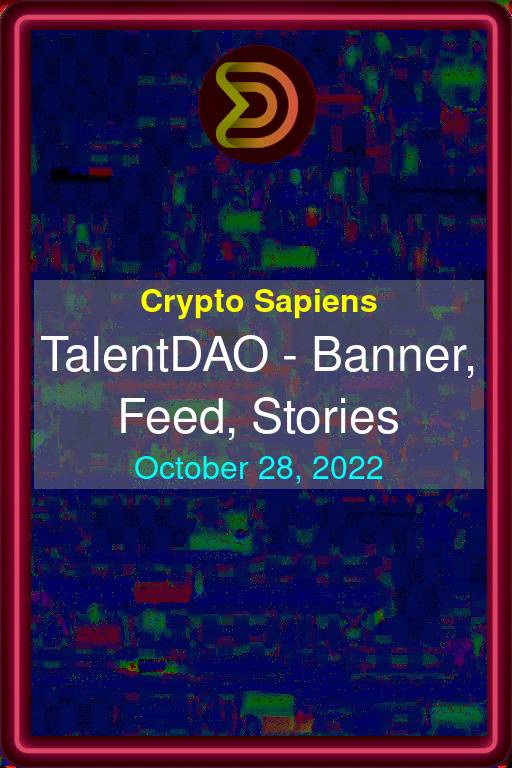 Crypto Sapiens
TalentDAO - Banner,
Feed, Stories
October 28, 2022